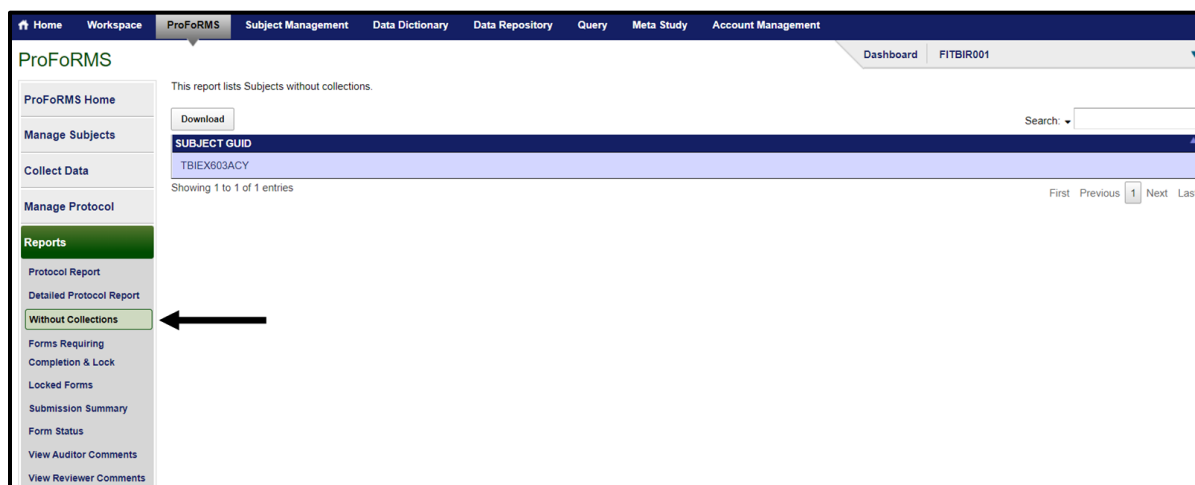 Home Workspace ProFoRMS Subject Management Data Dictionary Data Repository Query Meta Study Account Management
ProFoRMS
Dashboard FITBIR001
ProFoRMS Home
Manage Subjects
Collect Data
Manage Protocol
Reports
Protocol Report
Detailed Protocol Report
Without Collections
Forms Requiring
Completion & Lock
Locked Forms
Submission Summary
Form Status
View Auditor Comments
View Reviewer Comments
This report lists Subjects without collections.
Download
Search:
SUBJECT GUID
TBIEX603ACY
Showing 1 to 1 of 1 entries
First Previous 1 Next Las